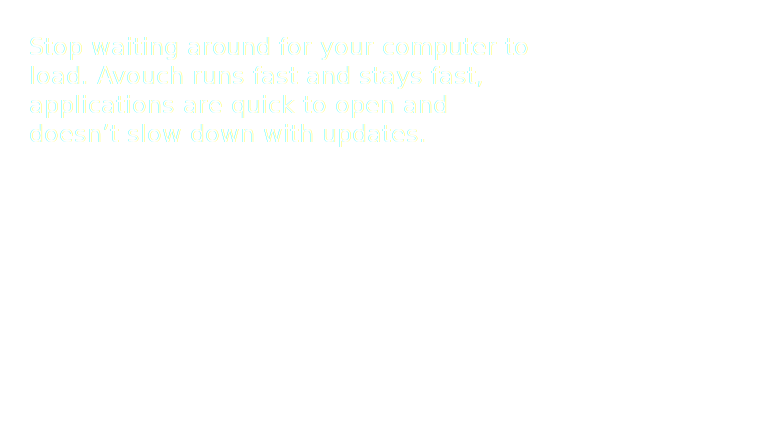 Stop waiting around for your computer to
load. Avouch runs fast and stays fast,
applications are quick to open and
doesn't slow down with updates.